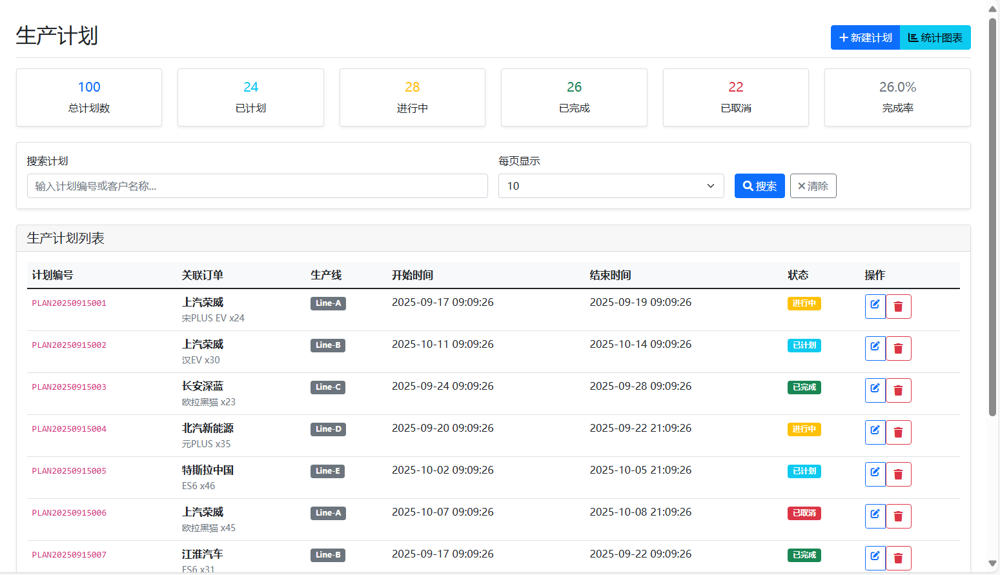 生产计划
新建计划 统计图表
100 24 28 26 22 26.0%
总计划数 已计划 进行中 已完成 已取消 完成率
搜索计划 每页显示
输入计划编号或客户名称... 10 搜索 清除
生产计划列表
计划编号 关联订单 生产线 开始时间 结束时间 状态 操作
PLAN20250915001 上汽荣威 Line-A 2025-09-17 09:09:26 2025-09-19 09:09:26 进行中
宋PLUS EV x24
PLAN20250915002 上汽荣威 Line-B 2025-10-11 09:09:26 2025-10-14 09:09:26 已计划
汉EV x30
PLAN20250915003 长安深蓝 Line-C 2025-09-24 09:09:26 2025-09-28 09:09:26 已完成
欧拉黑猫 x23
PLAN20250915004 北汽新能源 Line-D 2025-09-20 09:09:26 2025-09-22 21:09:26 进行中
元PLUS x35
PLAN20250915005 特斯拉中国 Line-E 2025-10-02 09:09:26 2025-10-05 21:09:26 已计划
ES6 x46
PLAN20250915006 上汽荣威 Line-A 2025-10-07 09:09:26 2025-10-08 21:09:26 已取消
欧拉黑猫 x45
PLAN20250915007 江淮汽车 Line-B 2025-09-17 09:09:26 2025-09-22 09:09:26 已完成
ES6 x31